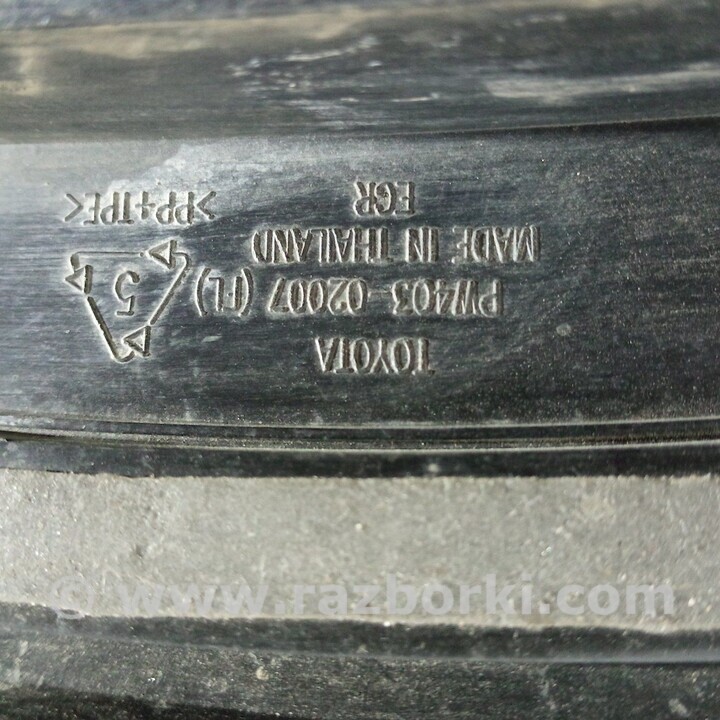 TOYOTA
PW403-02007 (FL)
MADE IN THAILAND
EGR
5
>PP+TPE<
© www.razborki.com